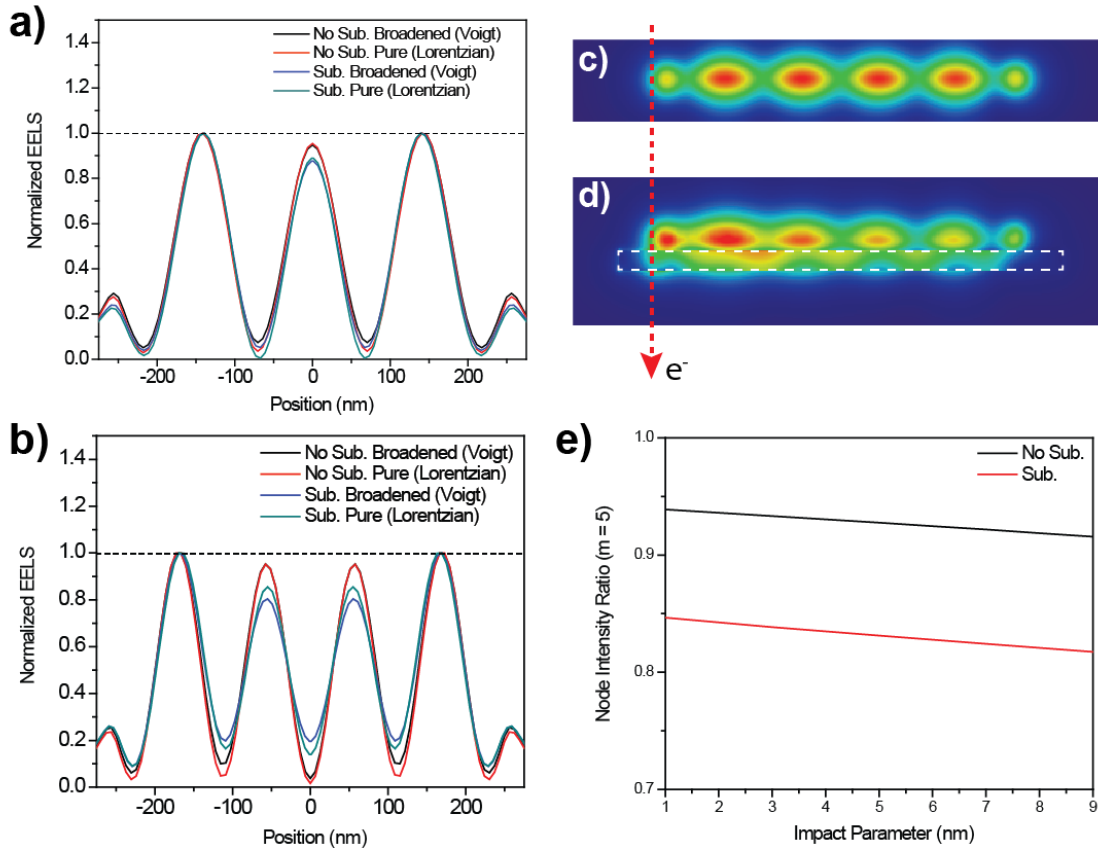 a)
1.4
1.2
1.0
0.8
0.6
0.4
0.2
0.0
Normalized EELS
No Sub. Broadened (Voigt)
No Sub. Pure (Lorentzian)
Sub. Broadened (Voigt)
Sub. Pure (Lorentzian)
-200 -100 0 100 200
Position (nm)
b)
1.4
1.2
1.0
0.8
0.6
0.4
0.2
0.0
Normalized EELS
No Sub. Broadened (Voigt)
No Sub. Pure (Lorentzian)
Sub. Broadened (Voigt)
Sub. Pure (Lorentzian)
-200 -100 0 100 200
Position (nm)
c)
d)
e-
e)
1.0
0.9
0.8
0.7
Node Intensity Ratio (m = 5)
No Sub.
Sub.
1 2 3 4 5 6 7 8 9
Impact Parameter (nm)